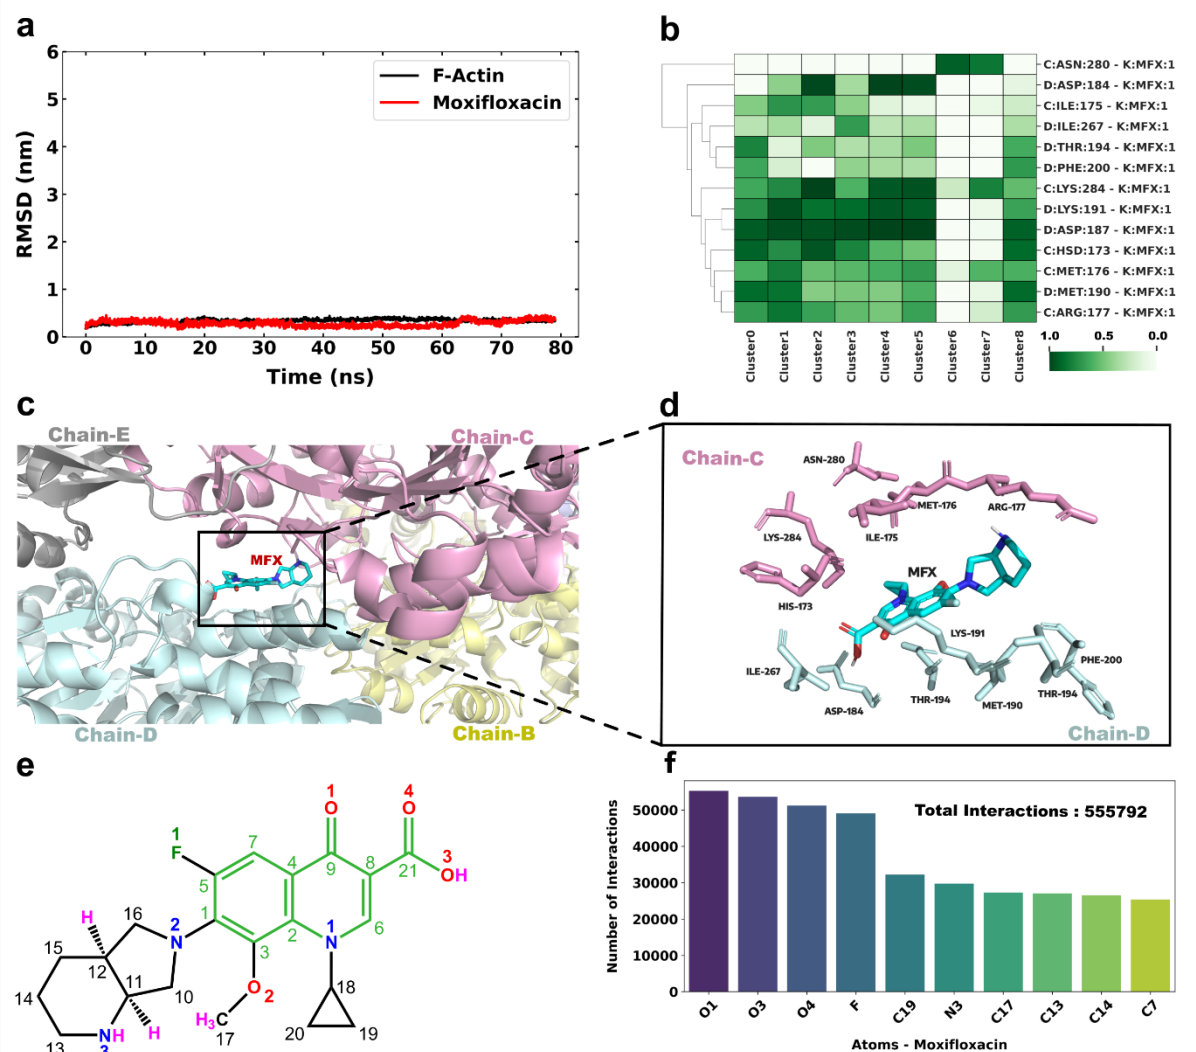 a
6
5
4
3
2
1
0
RMSD (nm)
F-Actin
Moxifloxacin
0 10 20 30 40 50 60 70 80
Time (ns)
b
C:ASN:280 - K:MFX:1
D:ASP:184 - K:MFX:1
C:ILE:175 - K:MFX:1
D:ILE:267 - K:MFX:1
D:THR:194 - K:MFX:1
D:PHE:200 - K:MFX:1
C:LYS:284 - K:MFX:1
D:LYS:191 - K:MFX:1
D:ASP:187 - K:MFX:1
C:HSD:173 - K:MFX:1
C:MET:176 - K:MFX:1
D:MET:190 - K:MFX:1
C:ARG:177 - K:MFX:1
Cluster0
Cluster1
Cluster2
Cluster3
Cluster4
Cluster5
Cluster6
Cluster7
Cluster8
1.0 0.5 0.0
c
Chain-E
Chain-C
MFX
Chain-D
Chain-B
d
Chain-C
ASN-280
MET-176
ARG-177
LYS-284
ILE-175
MFX
HIS-173
LYS-191
ILE-267
PHE-200
ASP-184
THR-194
MET-190
THR-194
Chain-D
e
1
O
4
O
1
F
7
4
9
8
21
3
OH
5
1
2
3
6
1
N
16
2
N
H
15
12
11
10
14
H
13
NH
3
O 2
H3C
17
18
20
19
f
Total Interactions : 555792
50000
40000
30000
20000
10000
0
Number of Interactions
O1 O3 O4 F C19 N3 C17 C13 C14 C7
Atoms - Moxifloxacin